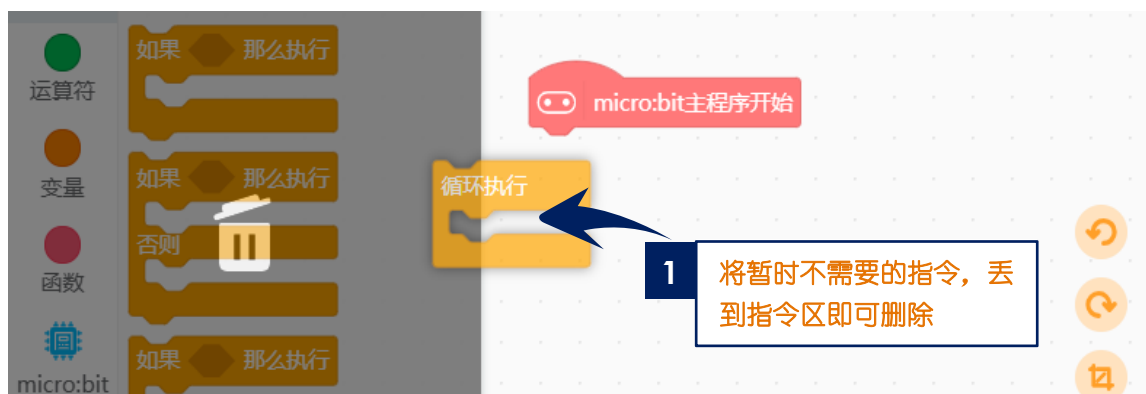 运算符
变量
函数
micro:bit
如果 那么执行
如果 那么执行
否则
如果 那么执行
micro:bit主程序开始
循环执行
1
将暂时不需要的指令，丢
到指令区即可删除